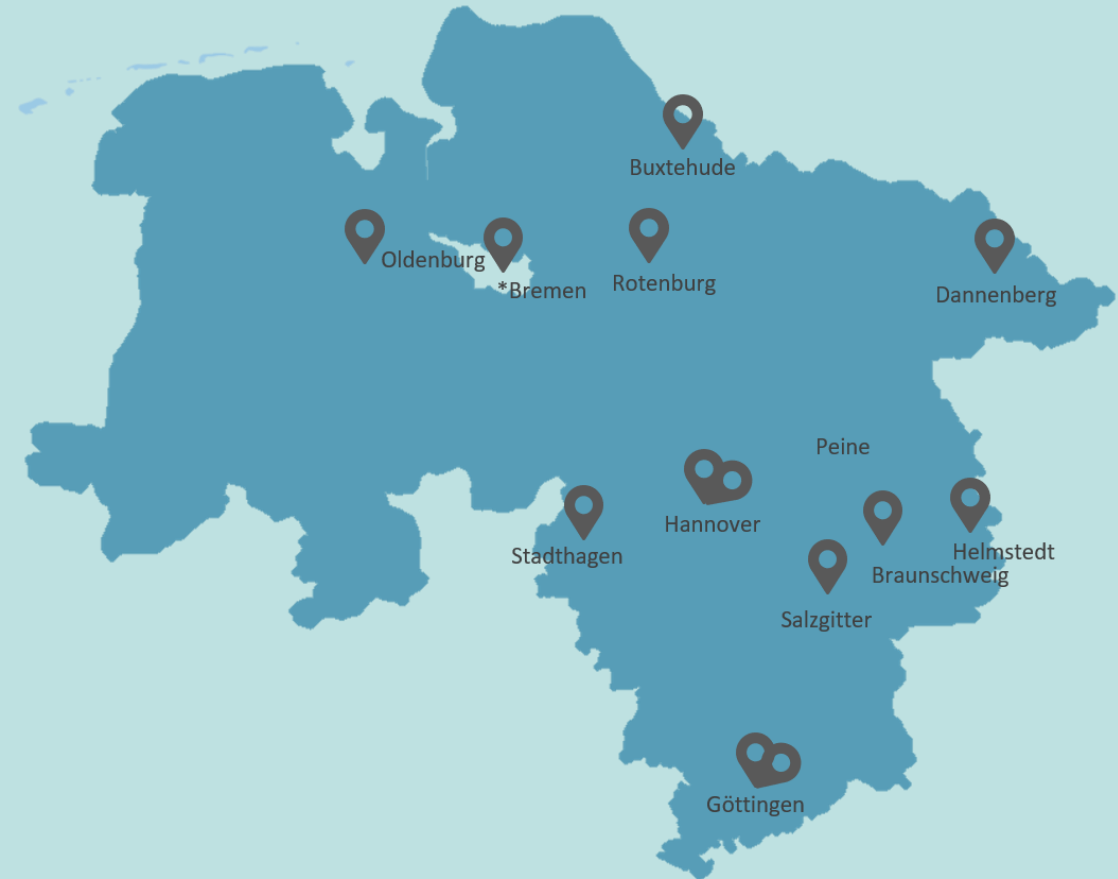 Buxtehude
Oldenburg
*Bremen
Rotenburg
Dannenberg
Peine
Hannover
Stadthagen
Helmstedt
Braunschweig
Salzgitter
Göttingen